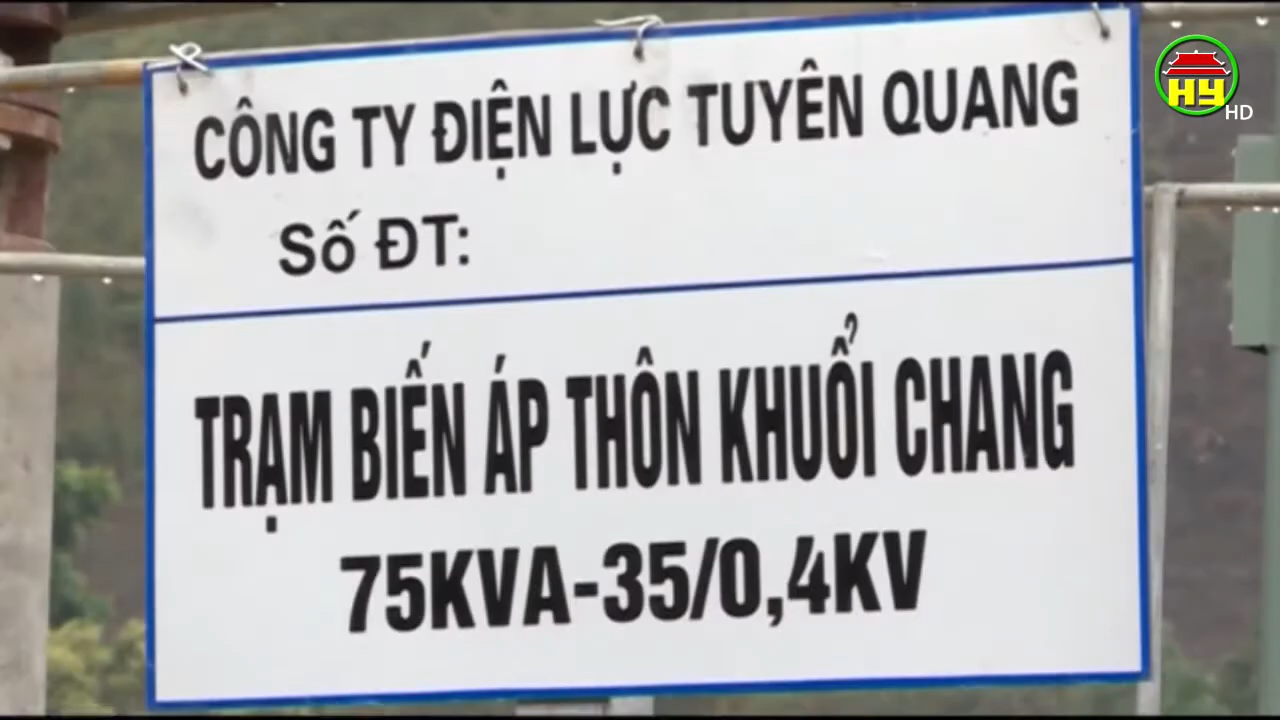 CÔNG TY ĐIỆN LỰC TUYÊN QUANG
Số ĐT:
TRẠM BIẾN ÁP THÔN KHUỔI CHANG
75KVA-35/0,4KV
HY
HD